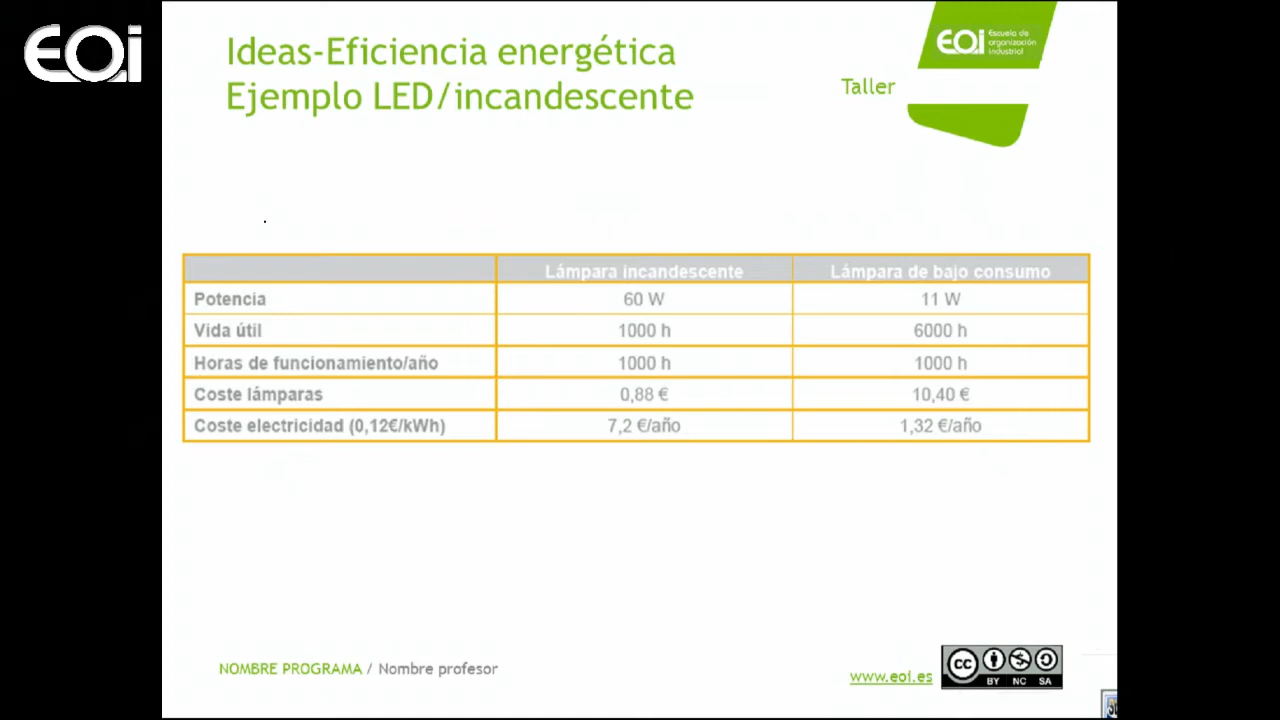 EOi
Ideas-Eficiencia energética
Ejemplo LED/incandescente
Taller
EOi Escuela de
organización
industrial
Lámpara incandescente Lámpara de bajo consumo
Potencia 60 W 11 W
Vida útil 1000 h 6000 h
Horas de funcionamiento/año 1000 h 1000 h
Coste lámparas 0,88 € 10,40 €
Coste electricidad (0,12€/kWh) 7,2 €/año 1,32 €/año
NOMBRE PROGRAMA / Nombre profesor
www.eoi.es
cc
BY NC SA